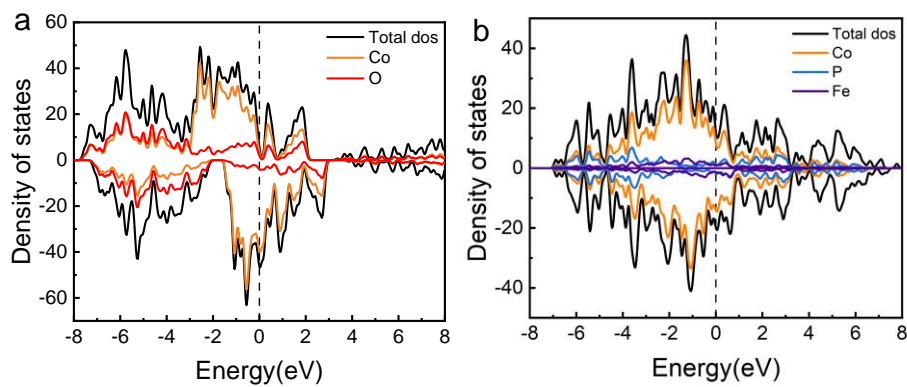 a
60
40
20
0
-20
-40
-60
-8 -6 -4 -2 0 2 4 6 8
Density of states
Energy(eV)
Total dos
Co
O
b
60
40
20
0
-20
-40
-8 -6 -4 -2 0 2 4 6 8
Density of states
Energy(eV)
Total dos
Co
P
Fe